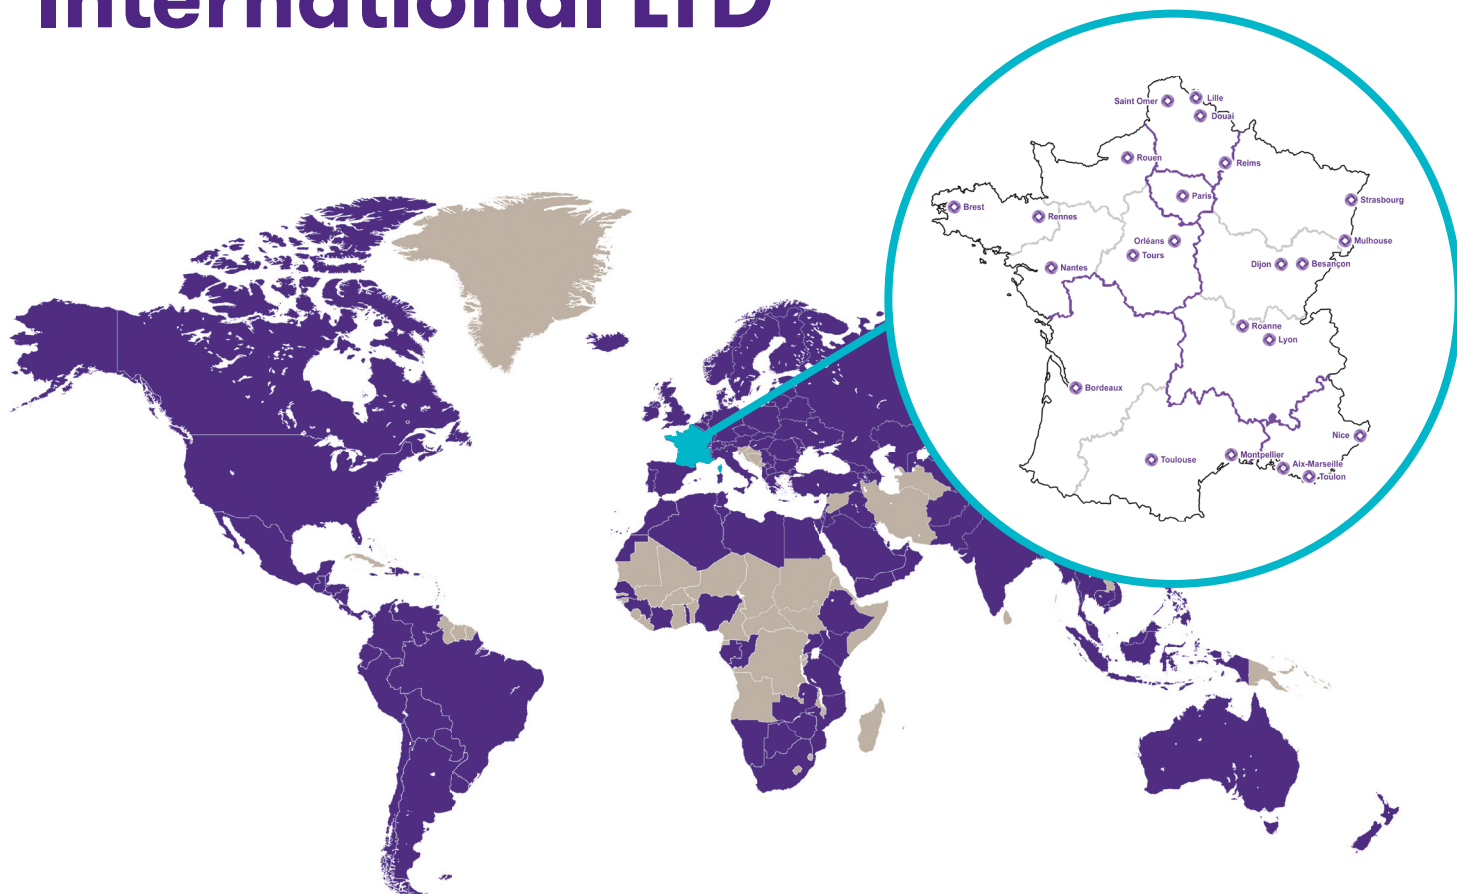 International LTD
Saint Omer
Lille
Douai
Rouen
Reims
Paris
Strasbourg
Brest
Rennes
Orléans
Mulhouse
Tours
Dijon
Besançon
Nantes
Roanne
Lyon
Bordeaux
Nice
Montpellier
Toulouse
Aix-Marseille
Toulon